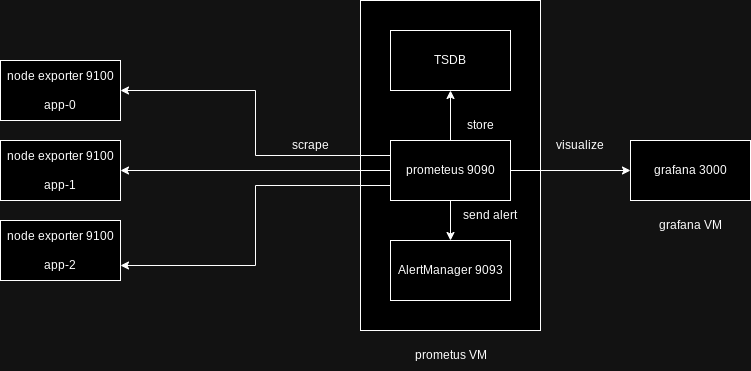 node exporter 9100
app-0
node exporter 9100
app-1
node exporter 9100
app-2
scrape
TSDB
store
prometeus 9090
send alert
AlertManager 9093
prometus VM
visualize
grafana 3000
grafana VM